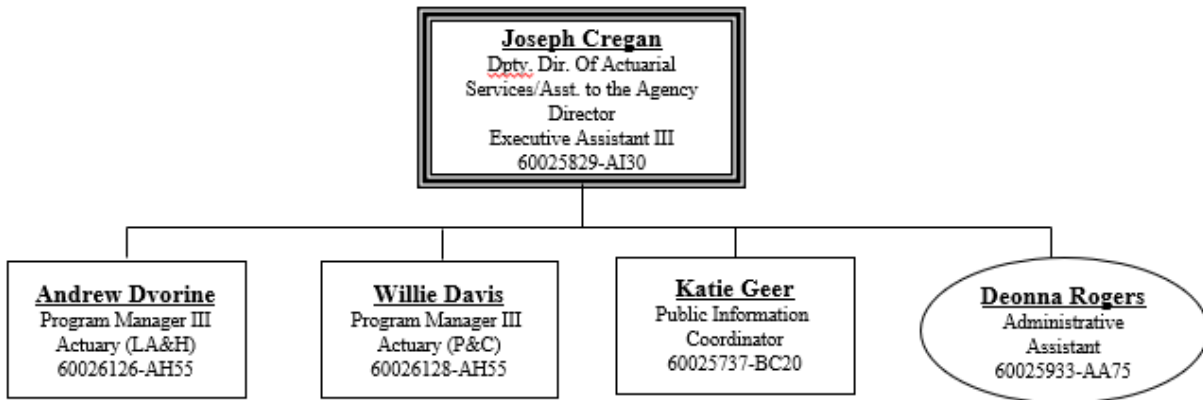 Joseph Cregan
Dpty. Dir. Of Actuarial
Services/Asst. to the Agency
Director
Executive Assistant III
60025829-AI30
Andrew Dvorine
Program Manager III
Actuary (LA&H)
60026126-AH55
Willie Davis
Program Manager III
Actuary (P&C)
60026128-AH55
Katie Geer
Public Information
Coordinator
60025737-BC20
Deonna Rogers
Administrative
Assistant
60025933-AA75